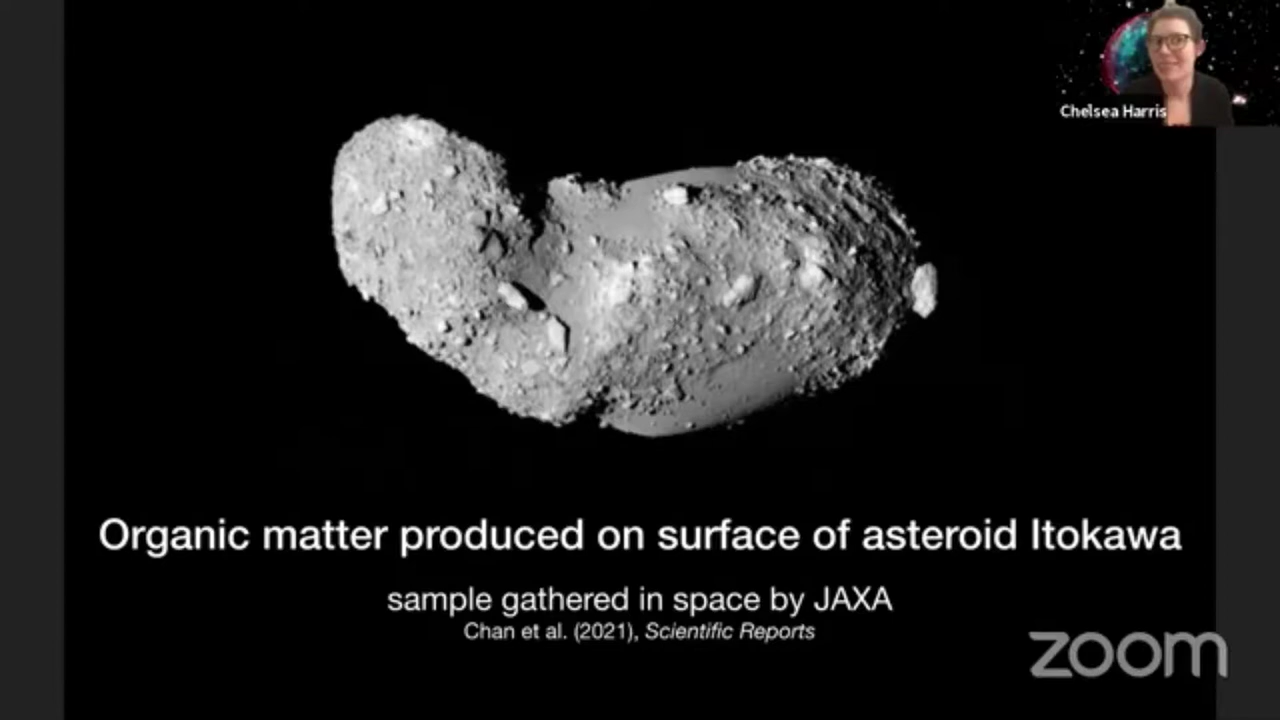 Chelsea Harris
Organic matter produced on surface of asteroid Itokawa
sample gathered in space by JAXA
Chan et al. (2021), Scientific Reports
zoom